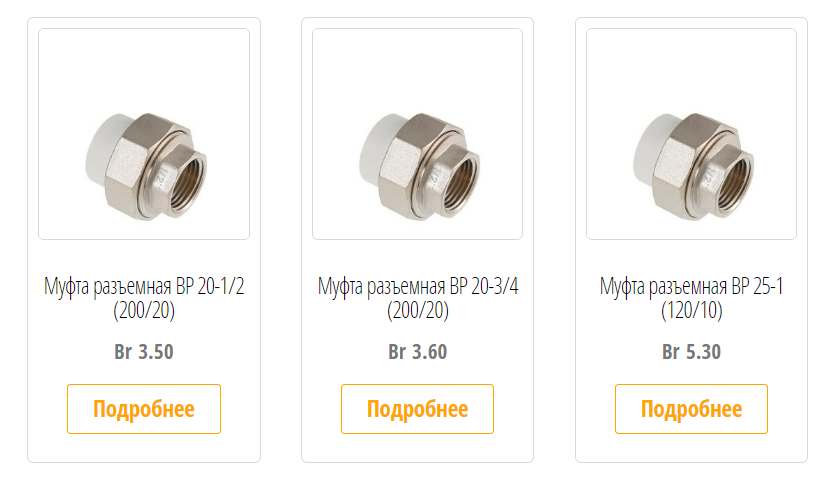 Муфта разъемная ВР 20-1/2
(200/20)
Br 3.50
Подробнее
Муфта разъемная ВР 20-3/4
(200/20)
Br 3.60
Подробнее
Муфта разъемная ВР 25-1
(120/10)
Br 5.30
Подробнее